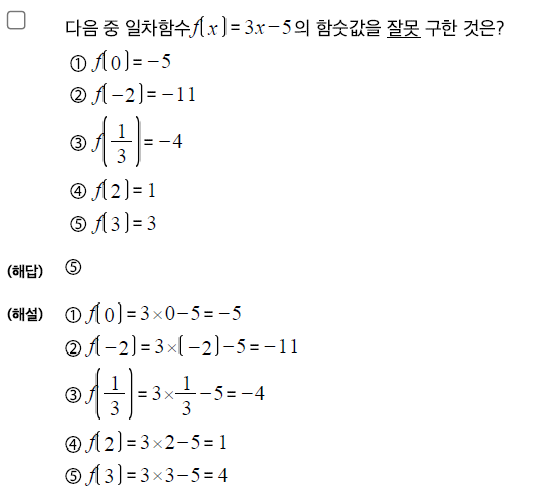 다음 중 일차함수 f(x)=3x-5의 함숫값을 잘못 구한 것은?
① f(0)=-5
② f(-2)=-11
③ f(1/3)=-4
④ f(2)=1
⑤ f(3)=3
(해답) ⑤
(해설) ① f(0)=3×0-5=-5
② f(-2)=3×(-2)-5=-11
③ f(1/3)=3×1/3-5=-4
④ f(2)=3×2-5=1
⑤ f(3)=3×3-5=4